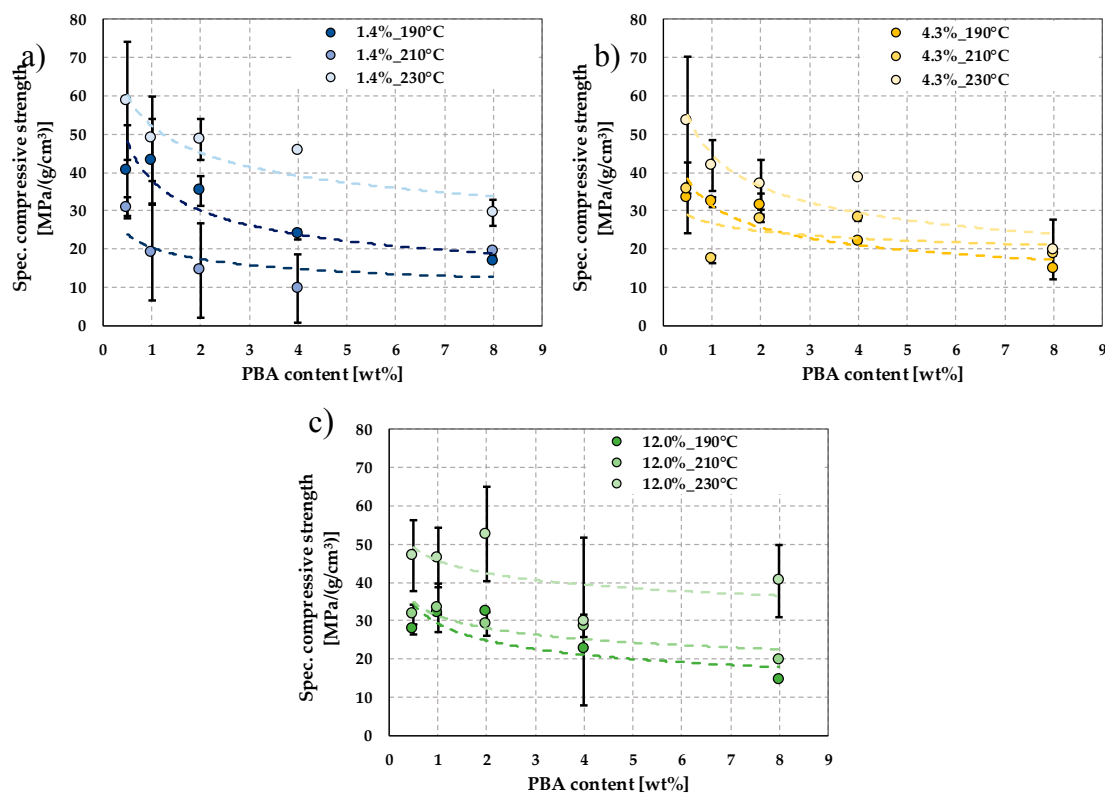 a)
1.4%_190°C
1.4%_210°C
1.4%_230°C
Spec. compressive strength
[MPa/(g/cm³)]
80
70
60
50
40
30
20
10
0
0 1 2 3 4 5 6 7 8 9
PBA content [wt%]
b)
4.3%_190°C
4.3%_210°C
4.3%_230°C
Spec. compressive strength
[MPa/(g/cm³)]
80
70
60
50
40
30
20
10
0
0 1 2 3 4 5 6 7 8 9
PBA content [wt%]
c)
12.0%_190°C
12.0%_210°C
12.0%_230°C
Spec. compressive strength
[MPa/(g/cm³)]
80
70
60
50
40
30
20
10
0
0 1 2 3 4 5 6 7 8 9
PBA content [wt%]